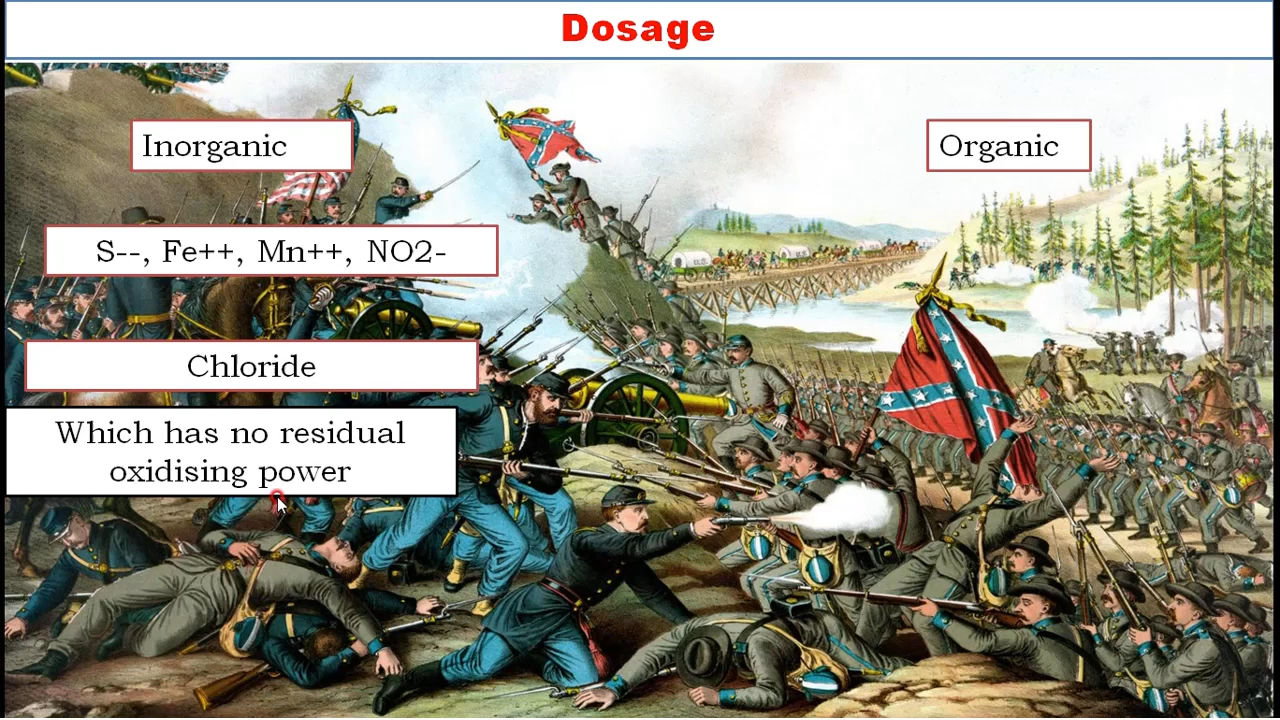 Dosage
Inorganic
Organic
S--, Fe++, Mn++, NO2-
Chloride
Which has no residual
oxidising power